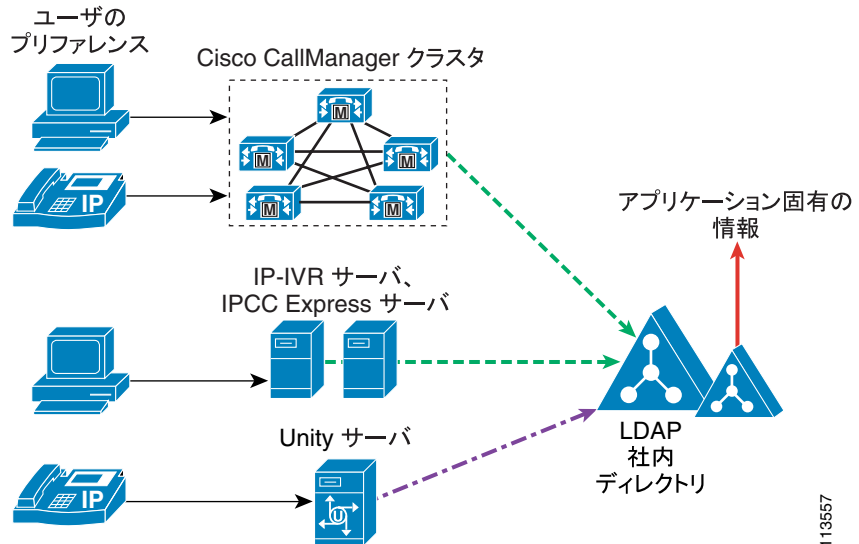 ユーザの
プリファレンス
Cisco CallManager クラスタ
M
M
M
M
M
IP
アプリケーション固有の
情報
IP-IVR サーバ、
IPCC Express サーバ
LDAP
社内
ディレクトリ
Unity サーバ
IP
U
113557